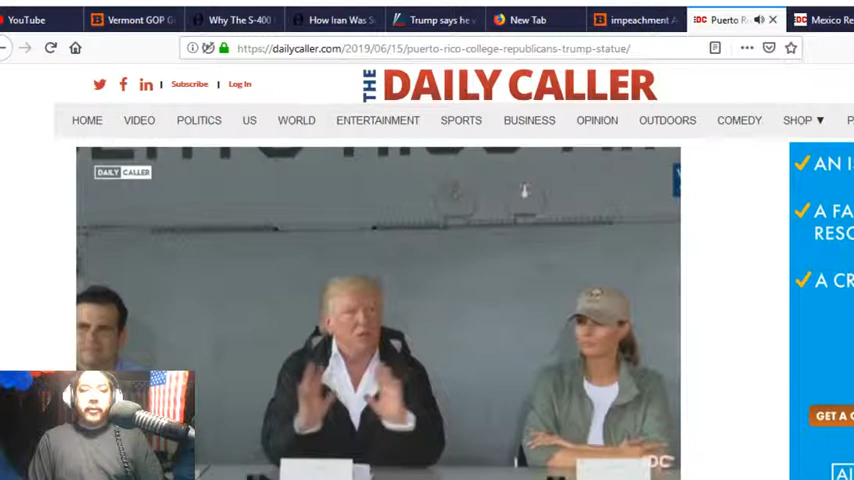 YouTube
Vermont GOP G
Why The S-400
How Iran Was S
Trump says he v
New Tab
impeachment A
Puerto R
Mexico Re
https://dailycaller.com/2019/06/15/puerto-rico-college-republicans-trump-statue/
Subscribe | Log In
THE DAILY CALLER
HOME VIDEO POLITICS US WORLD ENTERTAINMENT SPORTS BUSINESS OPINION OUTDOORS COMEDY SHOP P
DAILY CALLER
AN I
A FA
RESO
A CR
GET A
DC